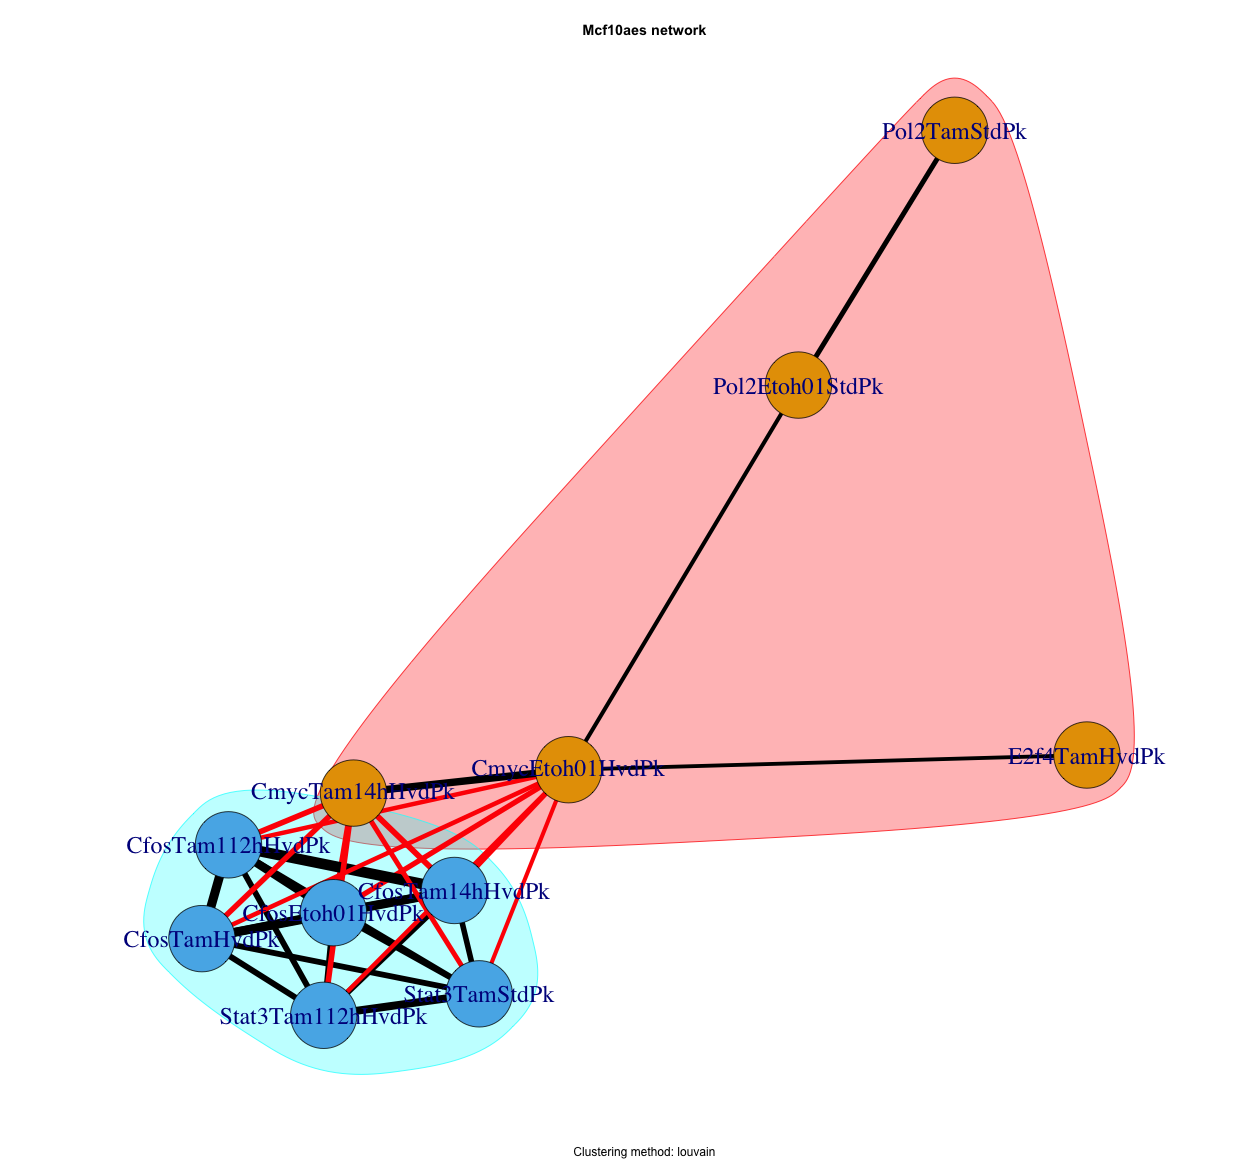 Mcf10aes network
Pol2TamStdPk
Pol2Etoh01StdPk
E2f4TamHvdPk
CmycEtoh01HvdPk
CmycTam14hHvdPk
CfosTam112hHvdPk
CfosTam14hHvdPk
CfosEtoh01HvdPk
CfosTamHvdPk
Stat3TamStdPk
Stat3Tam112hHvdPk
Clustering method: louvain